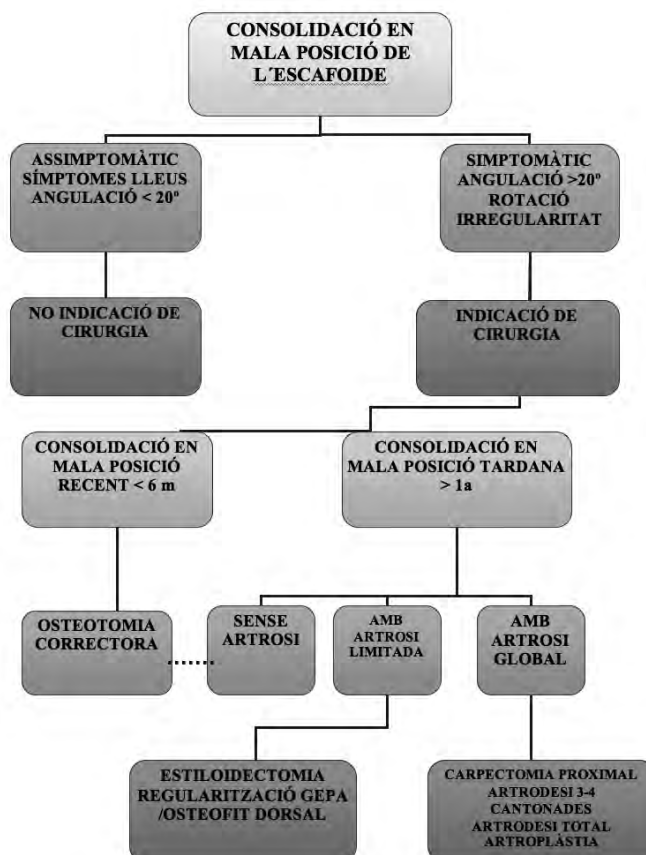 CONSOLIDACIÓ EN
MALA POSICIÓ DE
L´ESCAFOIDE
ASSIMPTOMÀTIC
SÍMPTOMES LLEUS
ANGULACIÓ < 20º
SIMPTOMÀTIC
ANGULACIÓ >20º
ROTACIÓ
IRREGULARITAT
NO INDICACIÓ DE
CIRURGIA
INDICACIÓ DE
CIRURGIA
CONSOLIDACIÓ EN
MALA POSICIÓ
RECENT < 6 m
CONSOLIDACIÓ EN
MALA POSICIÓ TARDANA
> 1a
OSTEOTOMIA
CORRECTORA
SENSE
ARTROSI
AMB
ARTROSI
LIMITADA
AMB
ARTROSI
GLOBAL
ESTILOIDECTOMIA
REGULARITZACIÓ GEPA
/OSTEOFIT DORSAL
CARPECTOMIA PROXIMAL
ARTRODESI 3-4
CANTONADES
ARTRODESI TOTAL
ARTROPLÀSTIA